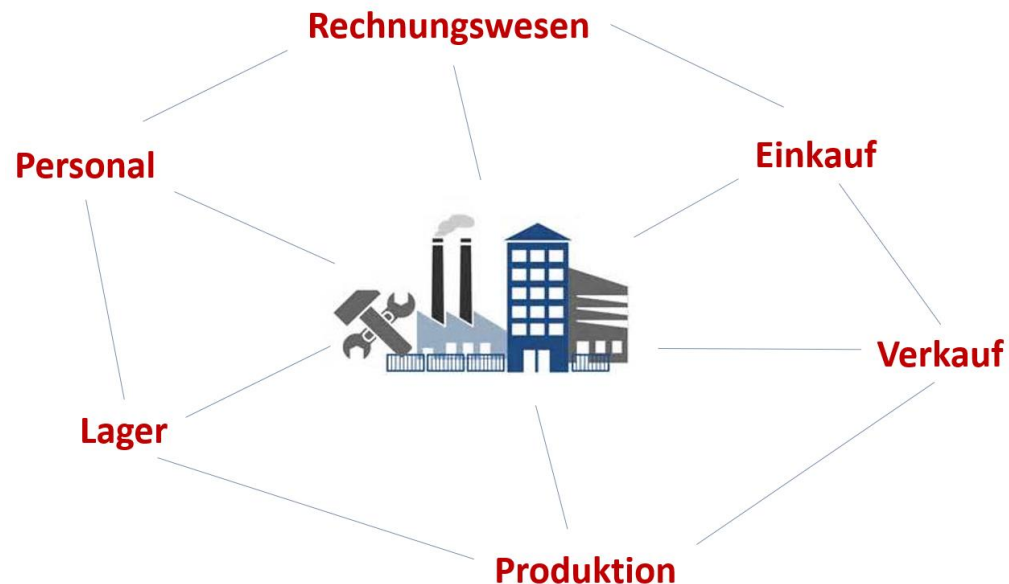 Rechnungswesen
Personal
Einkauf
Verkauf
Lager
Produktion